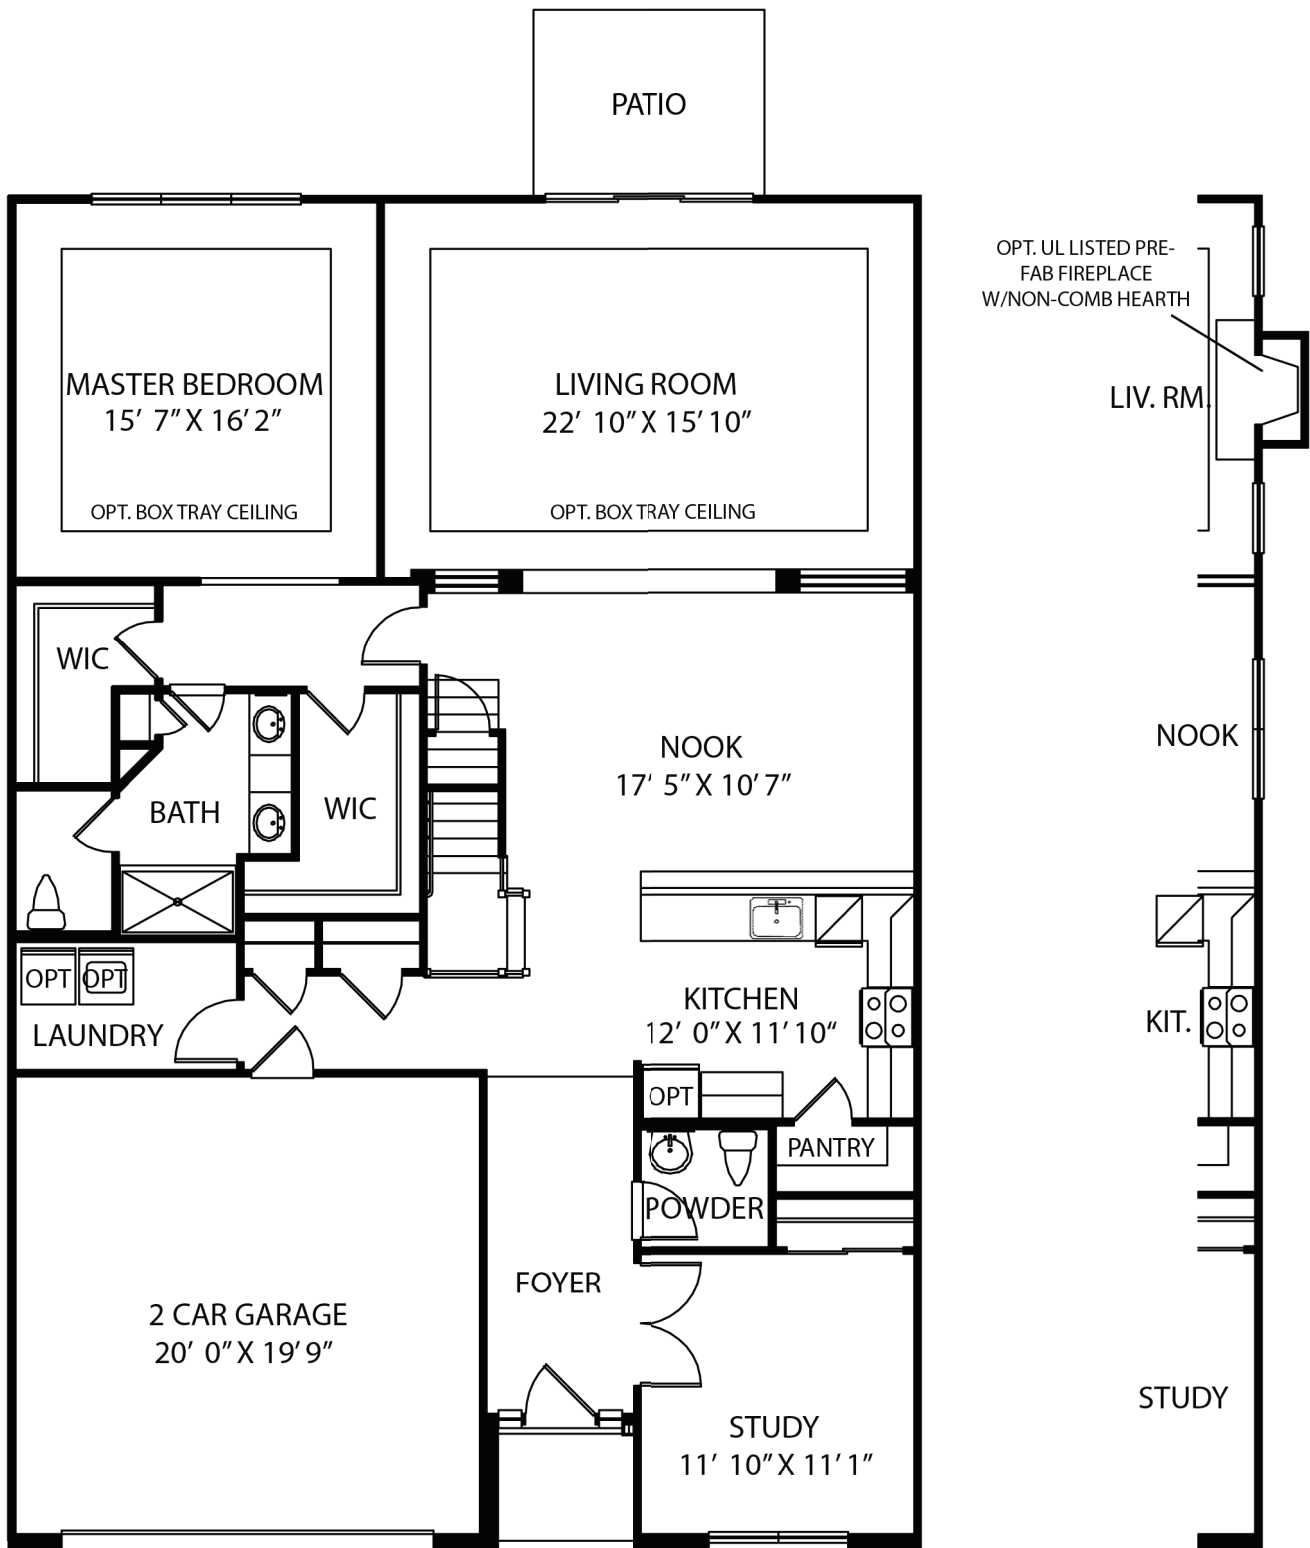 PATIO
OPT. UL LISTED PRE-
FAB FIREPLACE
W/NON-COMB HEARTH
MASTER BEDROOM
15’ 7” X 16’ 2”
OPT. BOX TRAY CEILING
LIVING ROOM
22’ 10” X 15’ 10”
OPT. BOX TRAY CEILING
LIV. RM.
WIC
NOOK
17’ 5” X 10’ 7”
NOOK
BATH
WIC
OPT
OPT
LAUNDRY
KITCHEN
12’ 0” X 11’ 10“
KIT.
OPT
PANTRY
POWDER
FOYER
2 CAR GARAGE
20’ 0” X 19’ 9”
STUDY
11’ 10” X 11’ 1”
STUDY